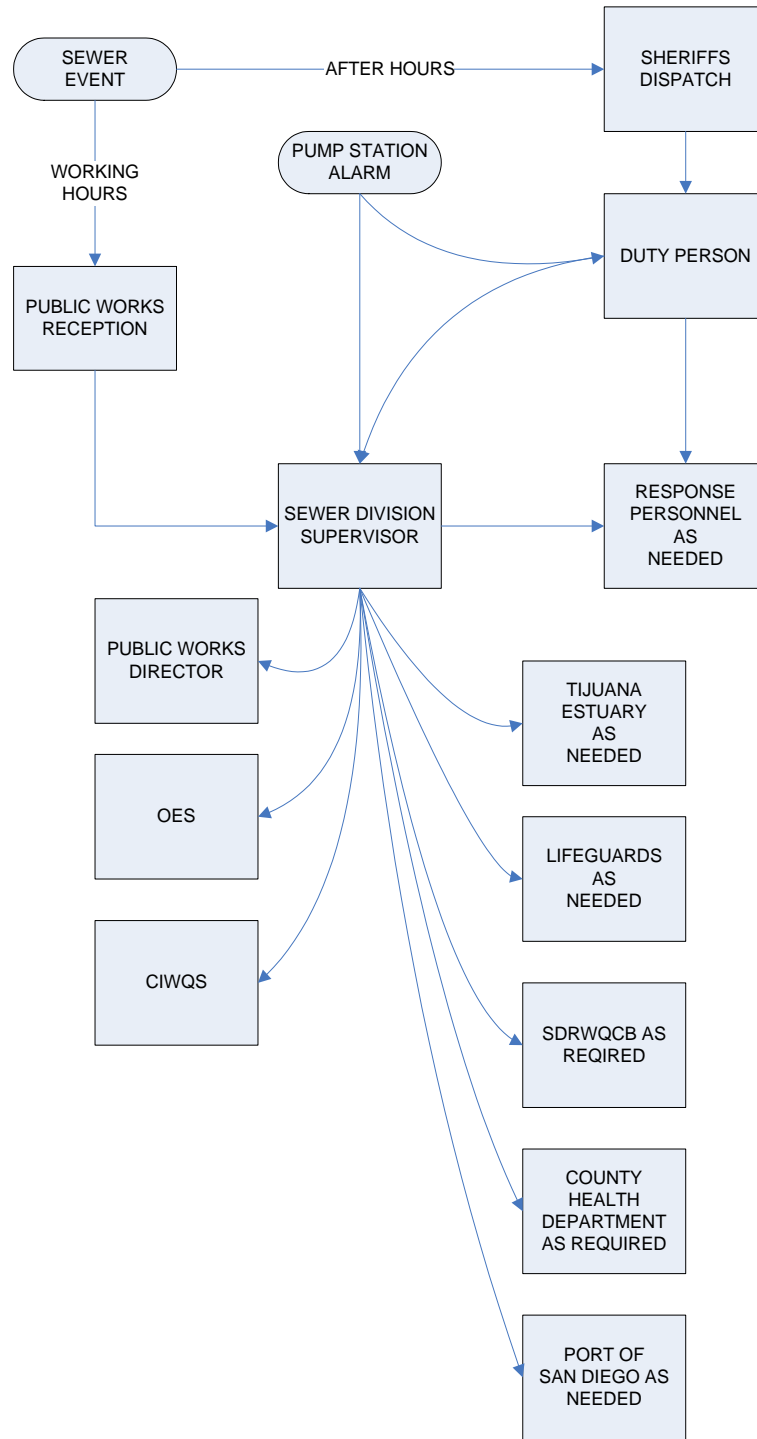 SEWER
EVENT
AFTER HOURS
SHERIFFS
DISPATCH
PUMP STATION
ALARM
WORKING
HOURS
DUTY PERSON
PUBLIC WORKS
RECEPTION
SEWER DIVISION
SUPERVISOR
RESPONSE
PERSONNEL
AS
NEEDED
PUBLIC WORKS
DIRECTOR
TIJUANA
ESTUARY
AS
NEEDED
OES
LIFEGUARDS
AS
NEEDED
CIWQS
SDRWQCB AS
REQIRED
COUNTY
HEALTH
DEPARTMENT
AS REQUIRED
PORT OF
SAN DIEGO AS
NEEDED